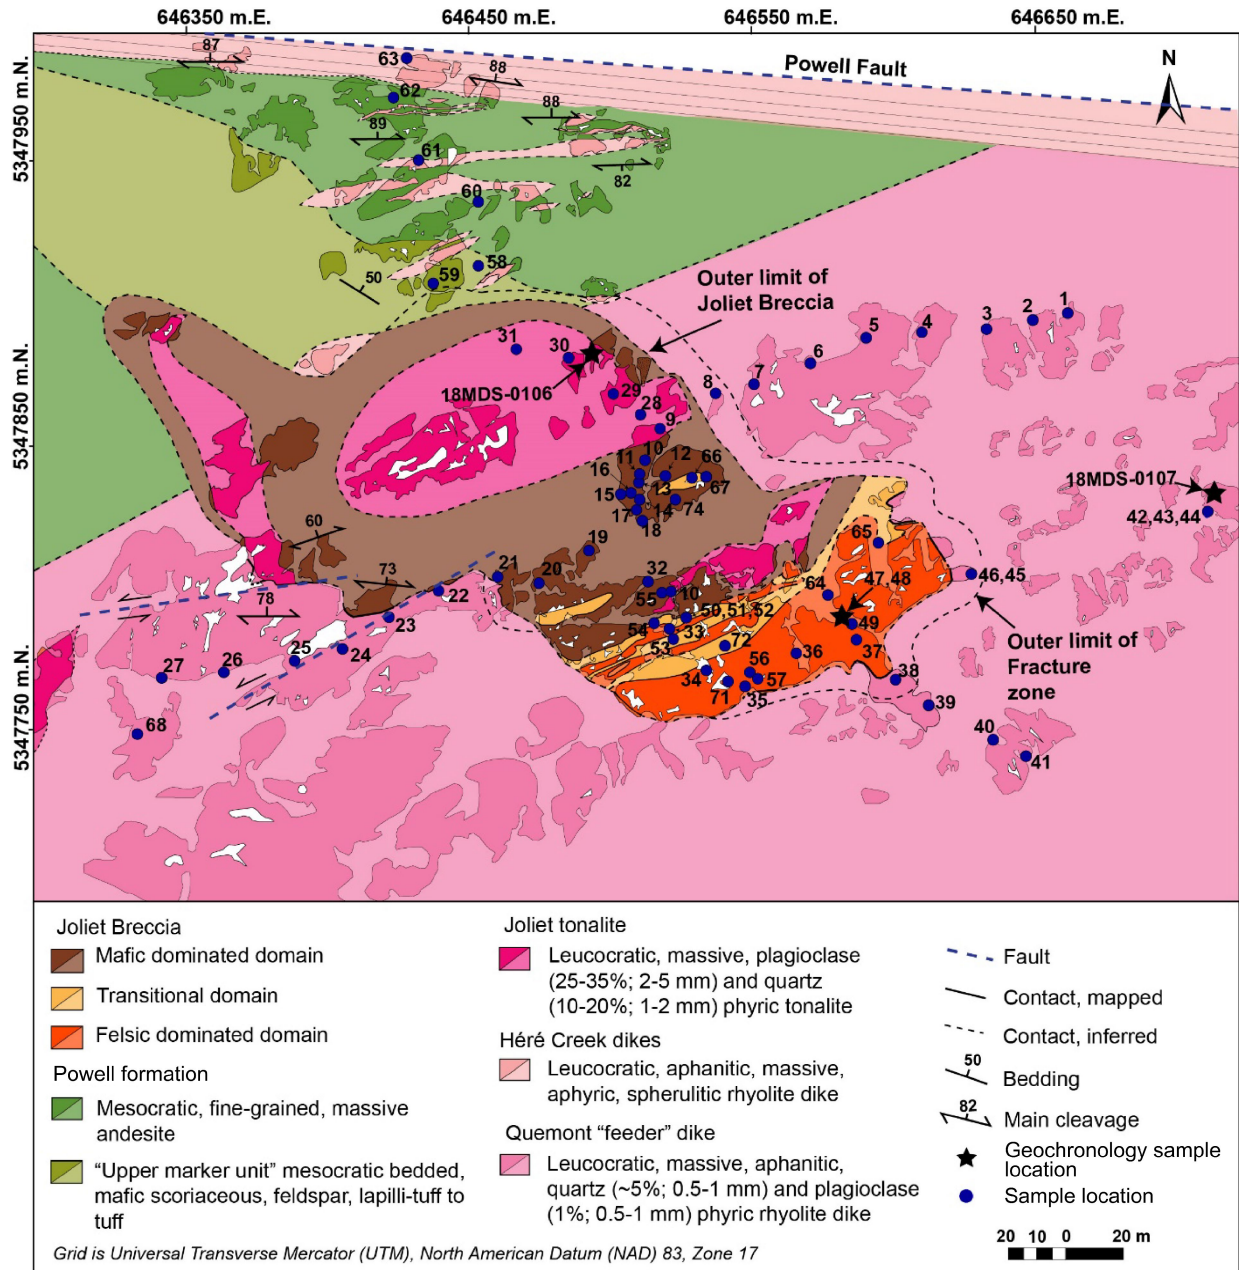 646350 m.E.
646450 m.E.
646550 m.E.
646650 m.E.
5347950 m.N.
5347850 m.N.
5347750 m.N.
87
63
88
Powell Fault
N
62
88
89
61
82
60
58
59
50
Outer limit of
Joliet Breccia
1
2
3
4
5
6
7
8
31
30
18MDS-0106
29
28
9
10
11
12
66
16
13
67
15
14
74
17
18
18MDS-0107
42,43,44
60
19
65
73
21
20
32
64
47,48
46,45
78
22
55
10
50,51,52
23
54
33
49
Outer limit of
Fracture
zone
53
72
36
37
25
24
27
26
34
56
57
38
71
35
39
68
40
41
Joliet Breccia
Mafic dominated domain
Transitional domain
Felsic dominated domain
Powell formation
Mesocratic, fine-grained, massive
andesite
“Upper marker unit” mesocratic bedded,
mafic scoriaceous, feldspar, lapilli-tuff to
tuff
Joliet tonalite
Leucocratic, massive, plagioclase
(25-35%; 2-5 mm) and quartz
(10-20%; 1-2 mm) phyric tonalite
Héré Creek dikes
Leucocratic, aphanitic, massive,
aphyric, spherulitic rhyolite dike
Quemont “feeder” dike
Leucocratic, massive, aphanitic,
quartz (~5%; 0.5-1 mm) and plagioclase
(1%; 0.5-1 mm) phyric rhyolite dike
Fault
Contact, mapped
Contact, inferred
50
Bedding
82
Main cleavage
Geochronology sample
location
Sample location
20 10 0 20 m
Grid is Universal Transverse Mercator (UTM), North American Datum (NAD) 83, Zone 17